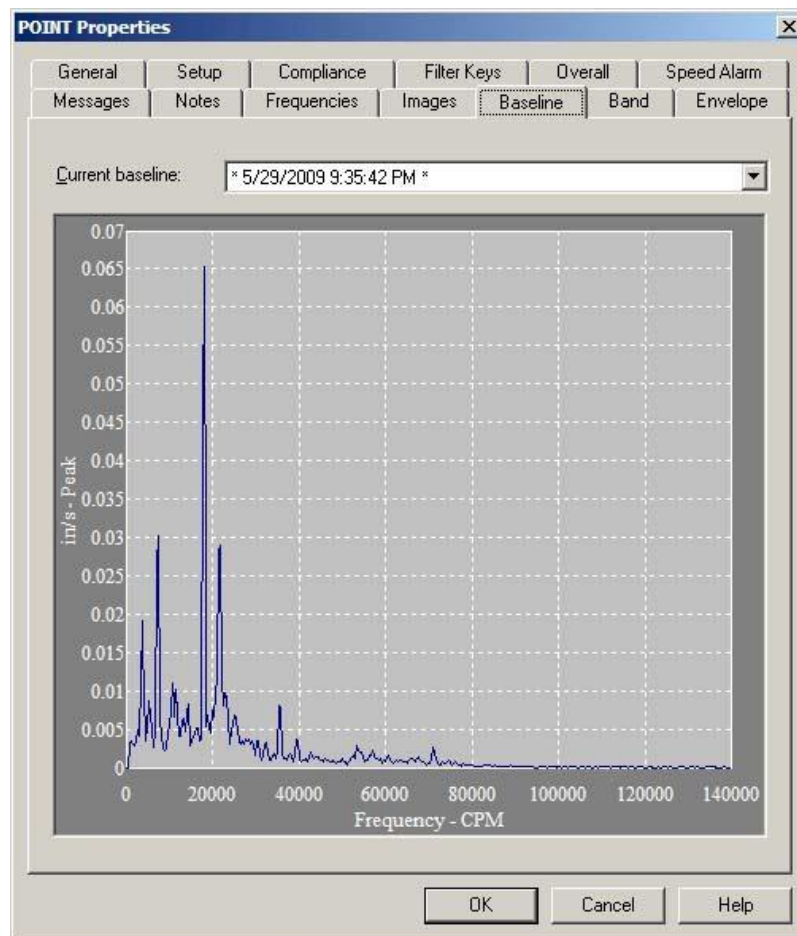 POINT Properties
General Setup Compliance Filter Keys Overall Speed Alarm
Messages Notes Frequencies Images Baseline Band Envelope
Current baseline: * 5/29/2009 9:35:42 PM *
0.07
0.065
0.06
0.055
0.05
0.045
0.04
0.035
0.03
0.025
0.02
0.015
0.01
0.005
0
in/s - Peak
0 20000 40000 60000 80000 100000 120000 140000
Frequency - CPM
OK Cancel Help